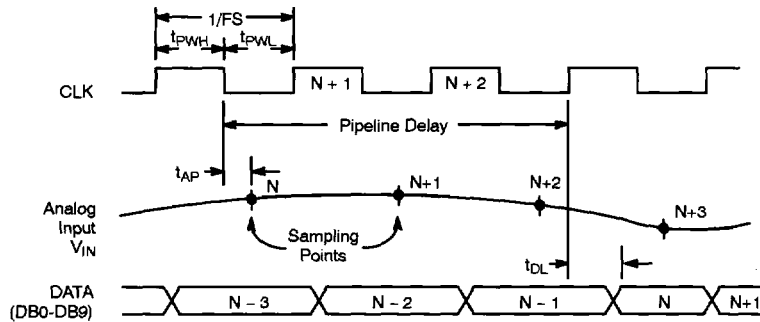 1/FS
tPWH tPWL
CLK
N + 1
N + 2
Pipeline Delay
tAP
N
N+1
N+2
N+3
Analog
Input
VIN
Sampling
Points
tDL
DATA
(DB0-DB9)
N – 3
N – 2
N – 1
N
N+1